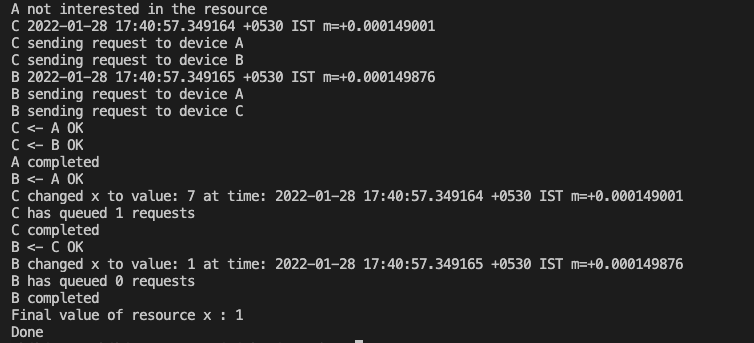 A not interested in the resource
C 2022-01-28 17:40:57.349164 +0530 IST m=+0.000149001
C sending request to device A
C sending request to device B
B 2022-01-28 17:40:57.349165 +0530 IST m=+0.000149876
B sending request to device A
B sending request to device C
C <- A OK
C <- B OK
A completed
B <- A OK
C changed x to value: 7 at time: 2022-01-28 17:40:57.349164 +0530 IST m=+0.000149001
C has queued 1 requests
C completed
B <- C OK
B changed x to value: 1 at time: 2022-01-28 17:40:57.349165 +0530 IST m=+0.000149876
B has queued 0 requests
B completed
Final value of resource x : 1
Done